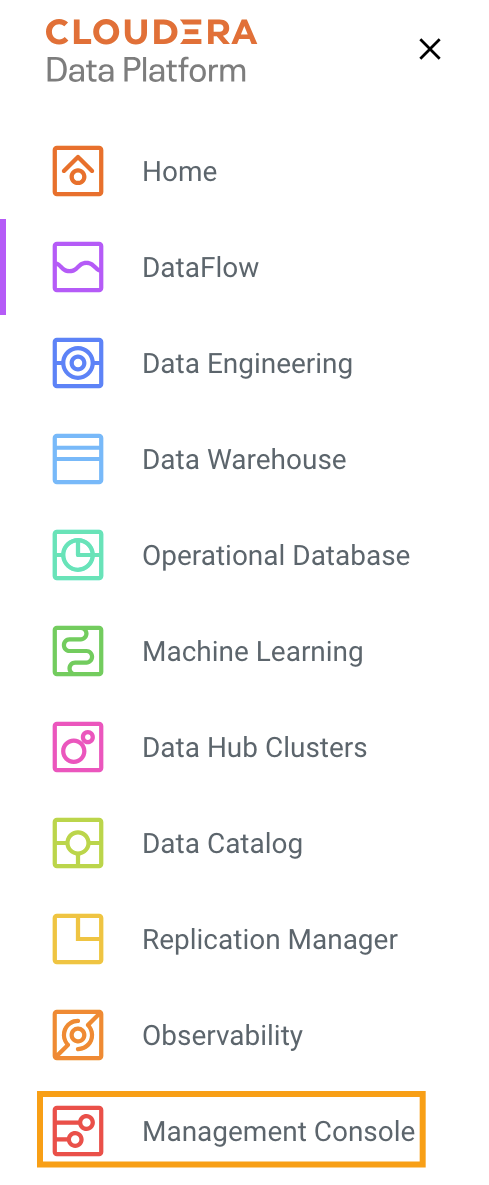 CLOUDERA
Data Platform
Home
DataFlow
Data Engineering
Data Warehouse
Operational Database
Machine Learning
Data Hub Clusters
Data Catalog
Replication Manager
Observability
Management Console